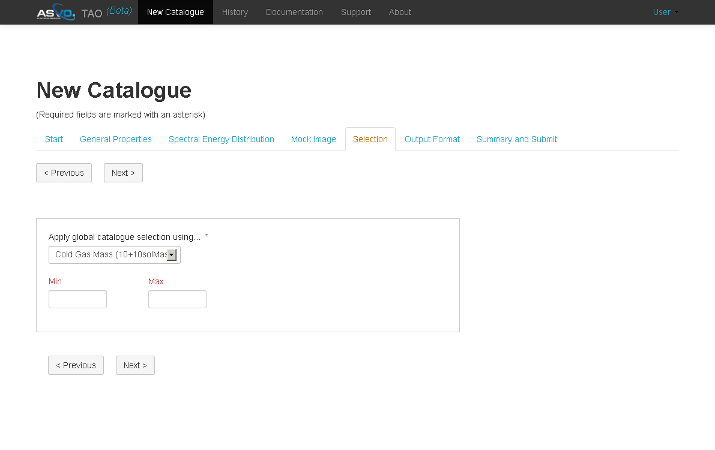 ASVO TAO (Beta) New Catalogue History Documentation Support About User
New Catalogue
(Required fields are marked with an asterisk)
Start General Properties Spectral Energy Distribution Mock Image Selection Output Format Summary and Submit
< Previous Next >
Apply global catalogue selection using... *
Cold Gas Mass (10+10solMas
Min Max
< Previous Next >